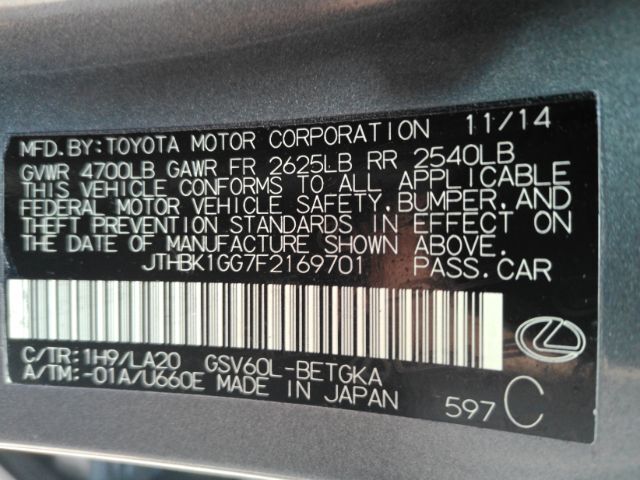 MFD. BY: TOYOTA MOTOR CORPORATION 11/14
GVWR 4700LB GAWR FR 2625LB RR 2540LB
THIS VEHICLE CONFORMS TO ALL APPLICABLE
FEDERAL MOTOR VEHICLE SAFETY, BUMPER, AND
THEFT PREVENTION STANDARDS IN EFFECT ON
THE DATE OF MANUFACTURE SHOWN ABOVE.
JTHBK1GG7F2169701 PASS.CAR
C/TR: 1H9/LA20 GSV60L-BETGKA
A/TM: -01A/U660E MADE IN JAPAN 597 C